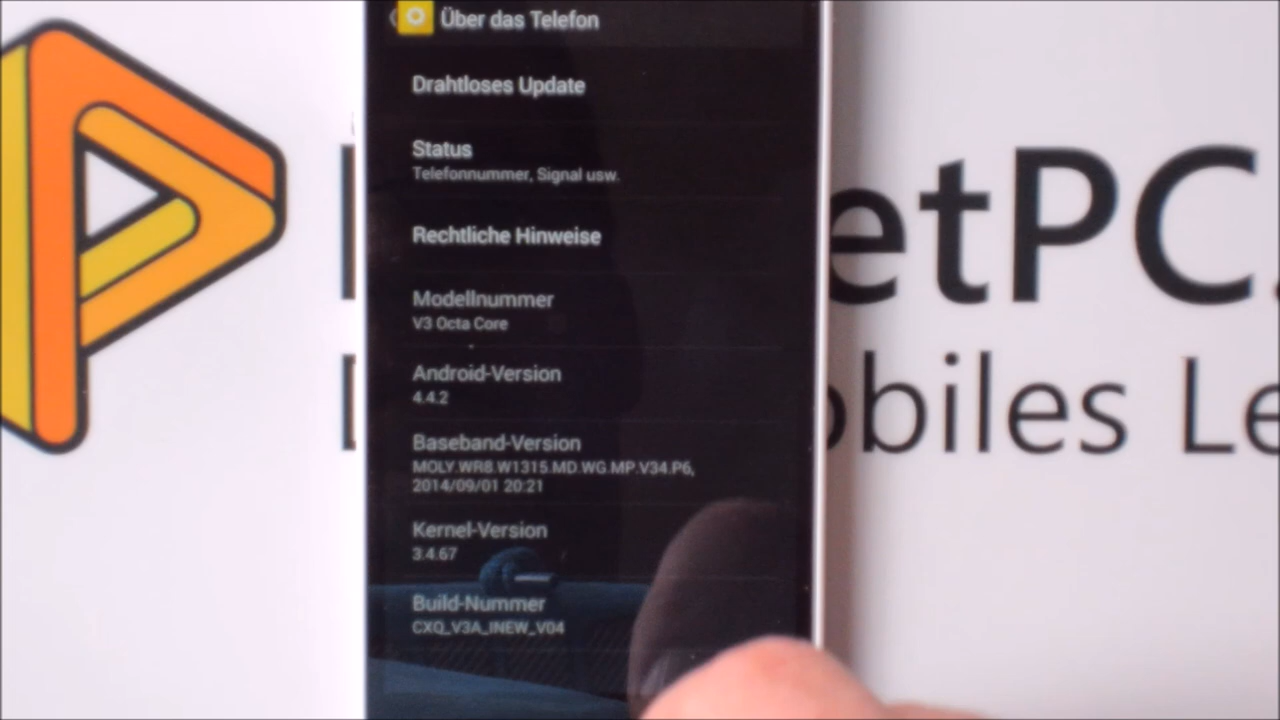 Über das Telefon
Drahtloses Update
Status
Telefonnummer, Signal usw.
Rechtliche Hinweise
Modellnummer
V3 Octa Core
Android-Version
4.4.2
Baseband-Version
MOLY.WR8.W1315.MD.WG.MP.V34.P6,
2014/09/01 20:21
Kernel-Version
3.4.67
Build-Nummer
CXQ_V3A_INEW_V04
etPC.
obiles Le